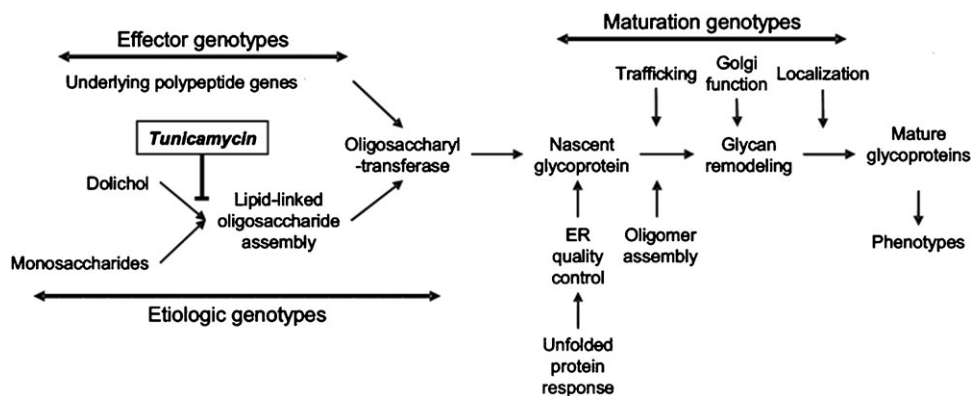 Effector genotypes
Underlying polypeptide genes
Tunicamycin
Dolichol
Monosaccharides
Lipid-linked
oligosaccharide
assembly
Etiologic genotypes
Oligosaccharyl
-transferase
Maturation genotypes
Trafficking
Golgi
function
Localization
Nascent
glycoprotein
Glycan
remodeling
Mature
glycoproteins
ER
quality
control
Oligomer
assembly
Phenotypes
Unfolded
protein
response